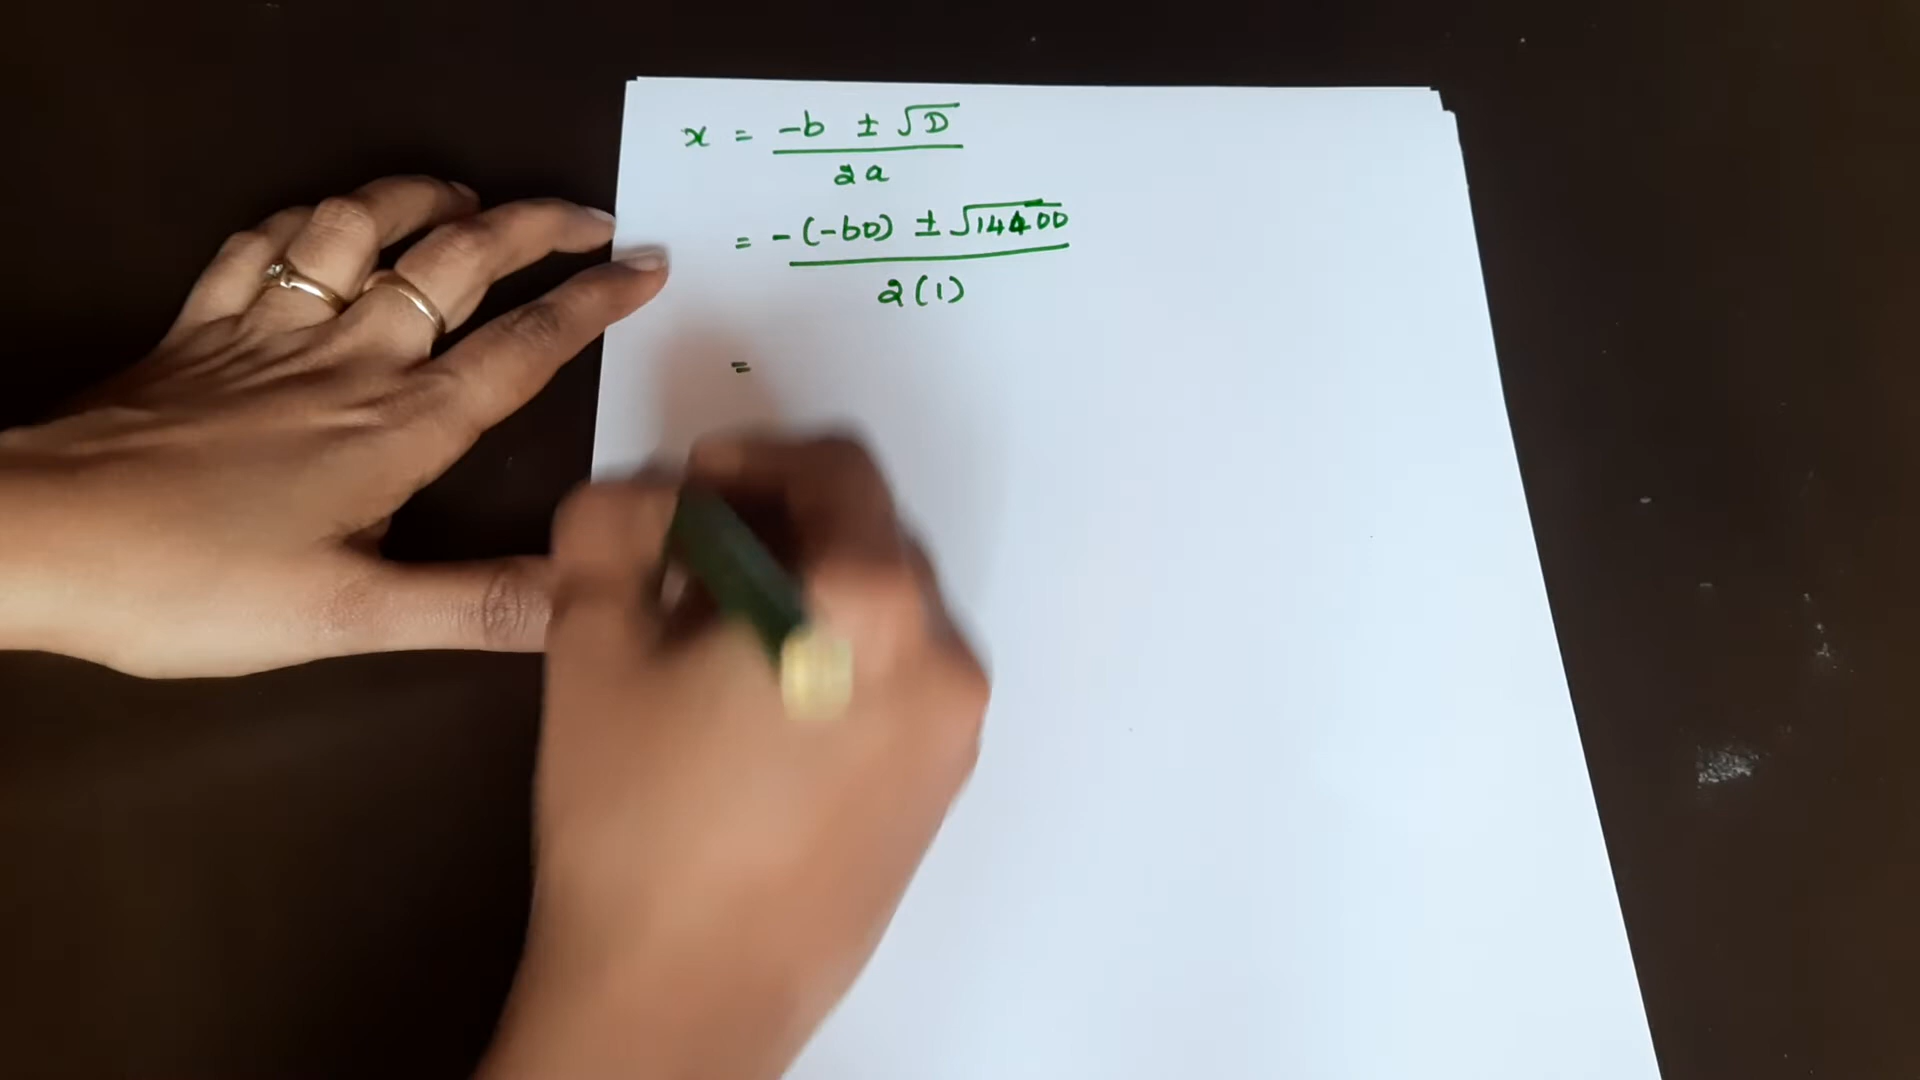 x = -b ± √D
2a
= -(-60) ± √14400
2(1)
=